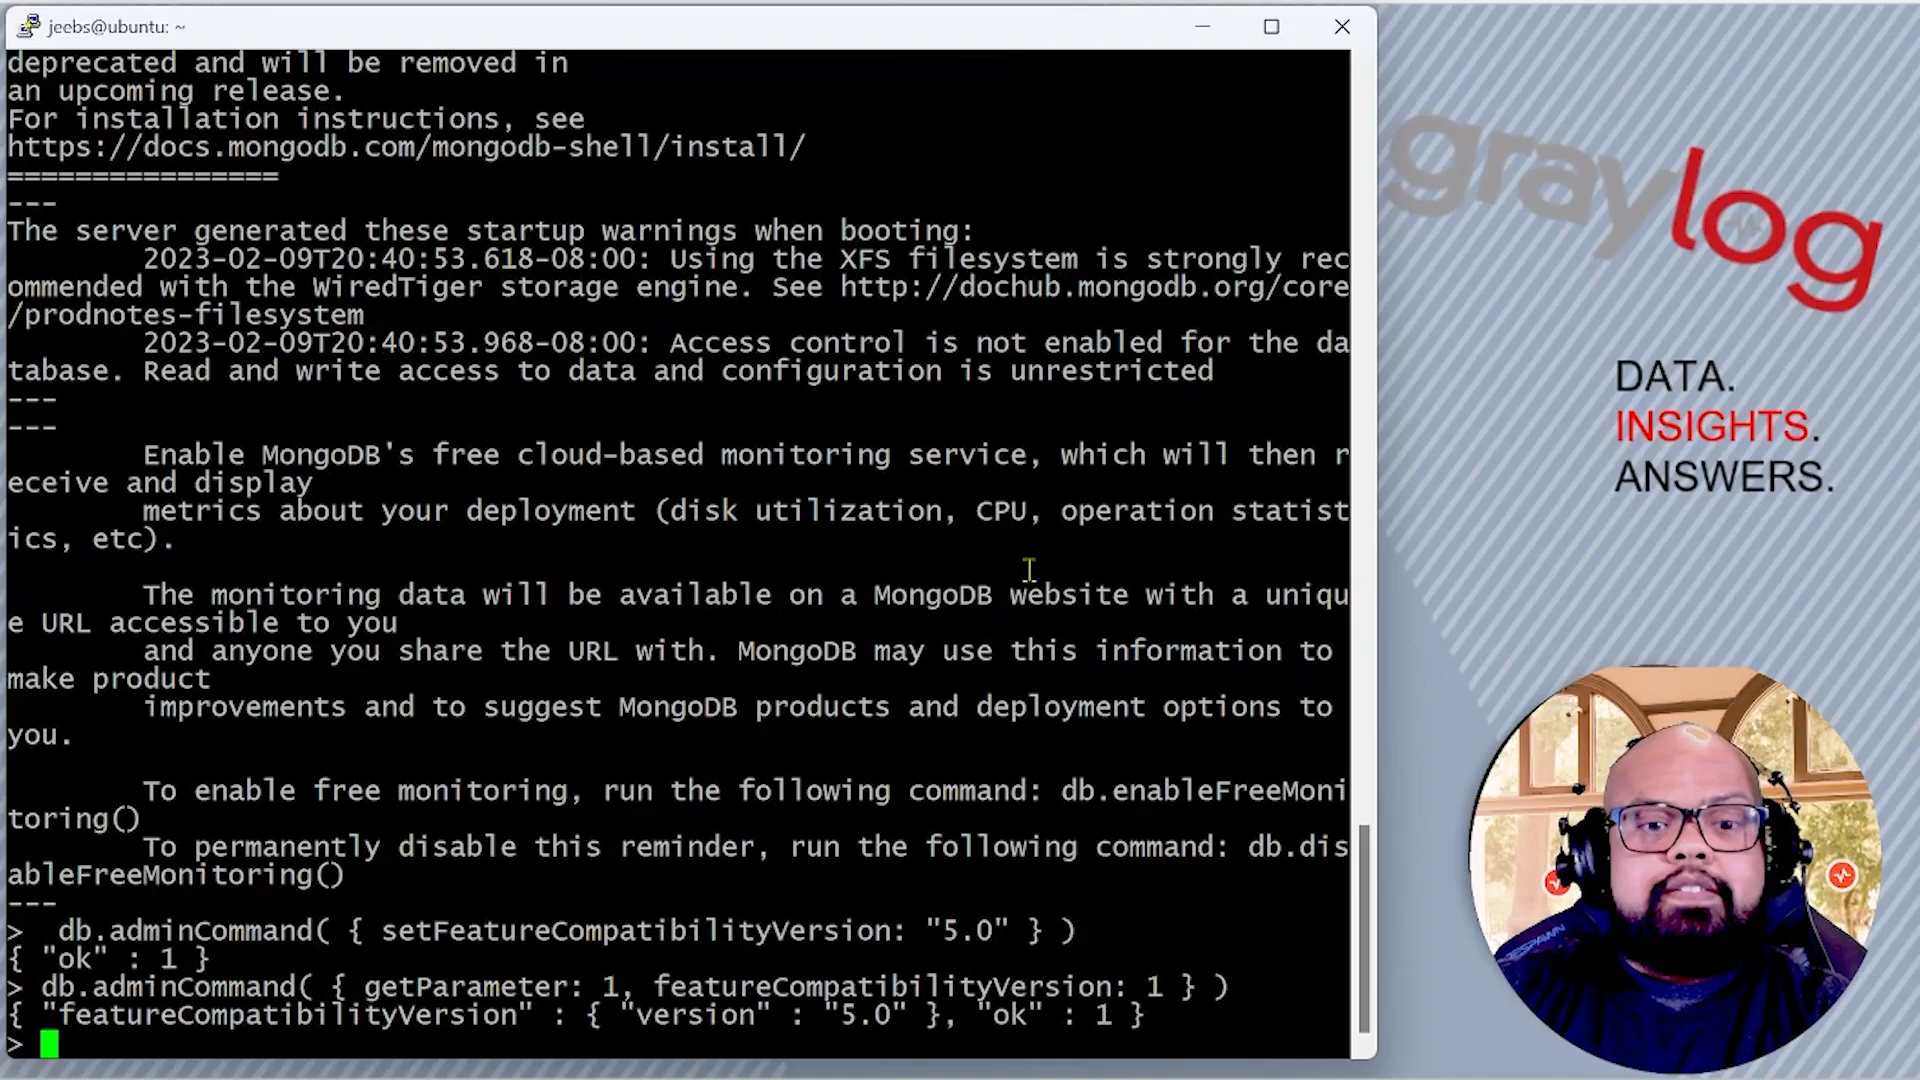 jeebs@ubuntu: ~
deprecated and will be removed in
an upcoming release.
For installation instructions, see
https://docs.mongodb.com/mongodb-shell/install/
================
---
The server generated these startup warnings when booting:
2023-02-09T20:40:53.618-08:00: Using the XFS filesystem is strongly rec
ommended with the WiredTiger storage engine. See http://dochub.mongodb.org/core
/prodnotes-filesystem
2023-02-09T20:40:53.968-08:00: Access control is not enabled for the da
tabase. Read and write access to data and configuration is unrestricted
---
---
Enable MongoDB's free cloud-based monitoring service, which will then r
eceive and display
metrics about your deployment (disk utilization, CPU, operation statist
ics, etc).
The monitoring data will be available on a MongoDB website with a uniqu
e URL accessible to you
and anyone you share the URL with. MongoDB may use this information to
make product
improvements and to suggest MongoDB products and deployment options to
you.
To enable free monitoring, run the following command: db.enableFreeMoni
toring()
To permanently disable this reminder, run the following command: db.dis
ableFreeMonitoring()
---
>  db.adminCommand( { setFeatureCompatibilityVersion: "5.0" } )
{ "ok" : 1 }
> db.adminCommand( { getParameter: 1, featureCompatibilityVersion: 1 } )
{ "featureCompatibilityVersion" : { "version" : "5.0" }, "ok" : 1 }
>
graylog
DATA.
INSIGHTS.
ANSWERS.